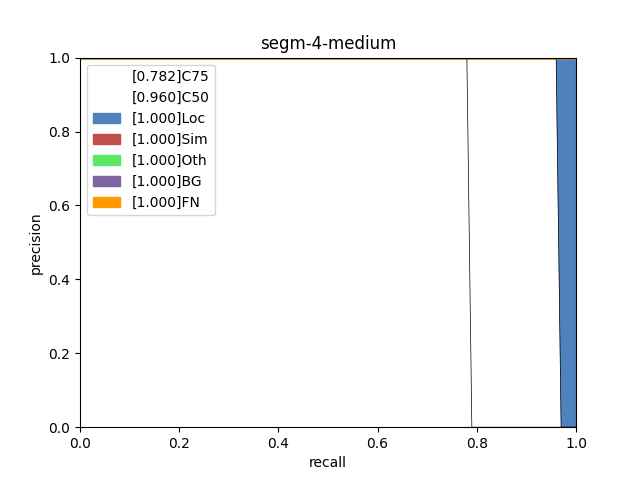 segm-4-medium
[0.782]C75
[0.960]C50
[1.000]Loc
[1.000]Sim
[1.000]Oth
[1.000]BG
[1.000]FN
precision
1.0
0.8
0.6
0.4
0.2
0.0
0.0 0.2 0.4 0.6 0.8 1.0
recall